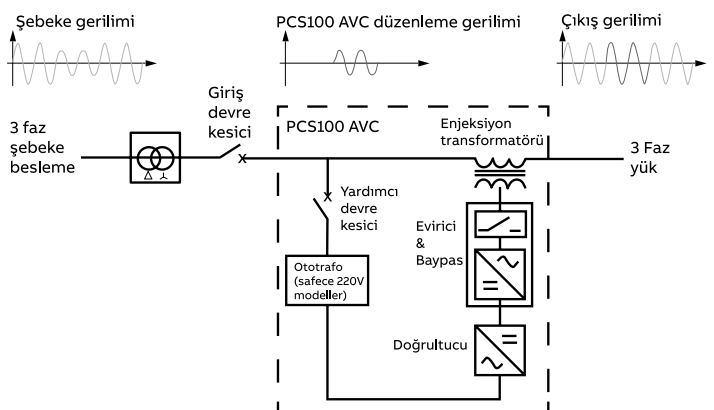 Şebeke gerilimi
PCS100 AVC düzenleme gerilimi
Çıkış gerilimi
3 faz
şebeke
besleme
Giriş
devre
kesici
PCS100 AVC
Enjeksiyon
transformatörü
3 Faz
yük
Yardımcı
devre
kesici
Evirici
&
Baypas
Ototrafo
(safece 220V
modeller)
Doğrultucu